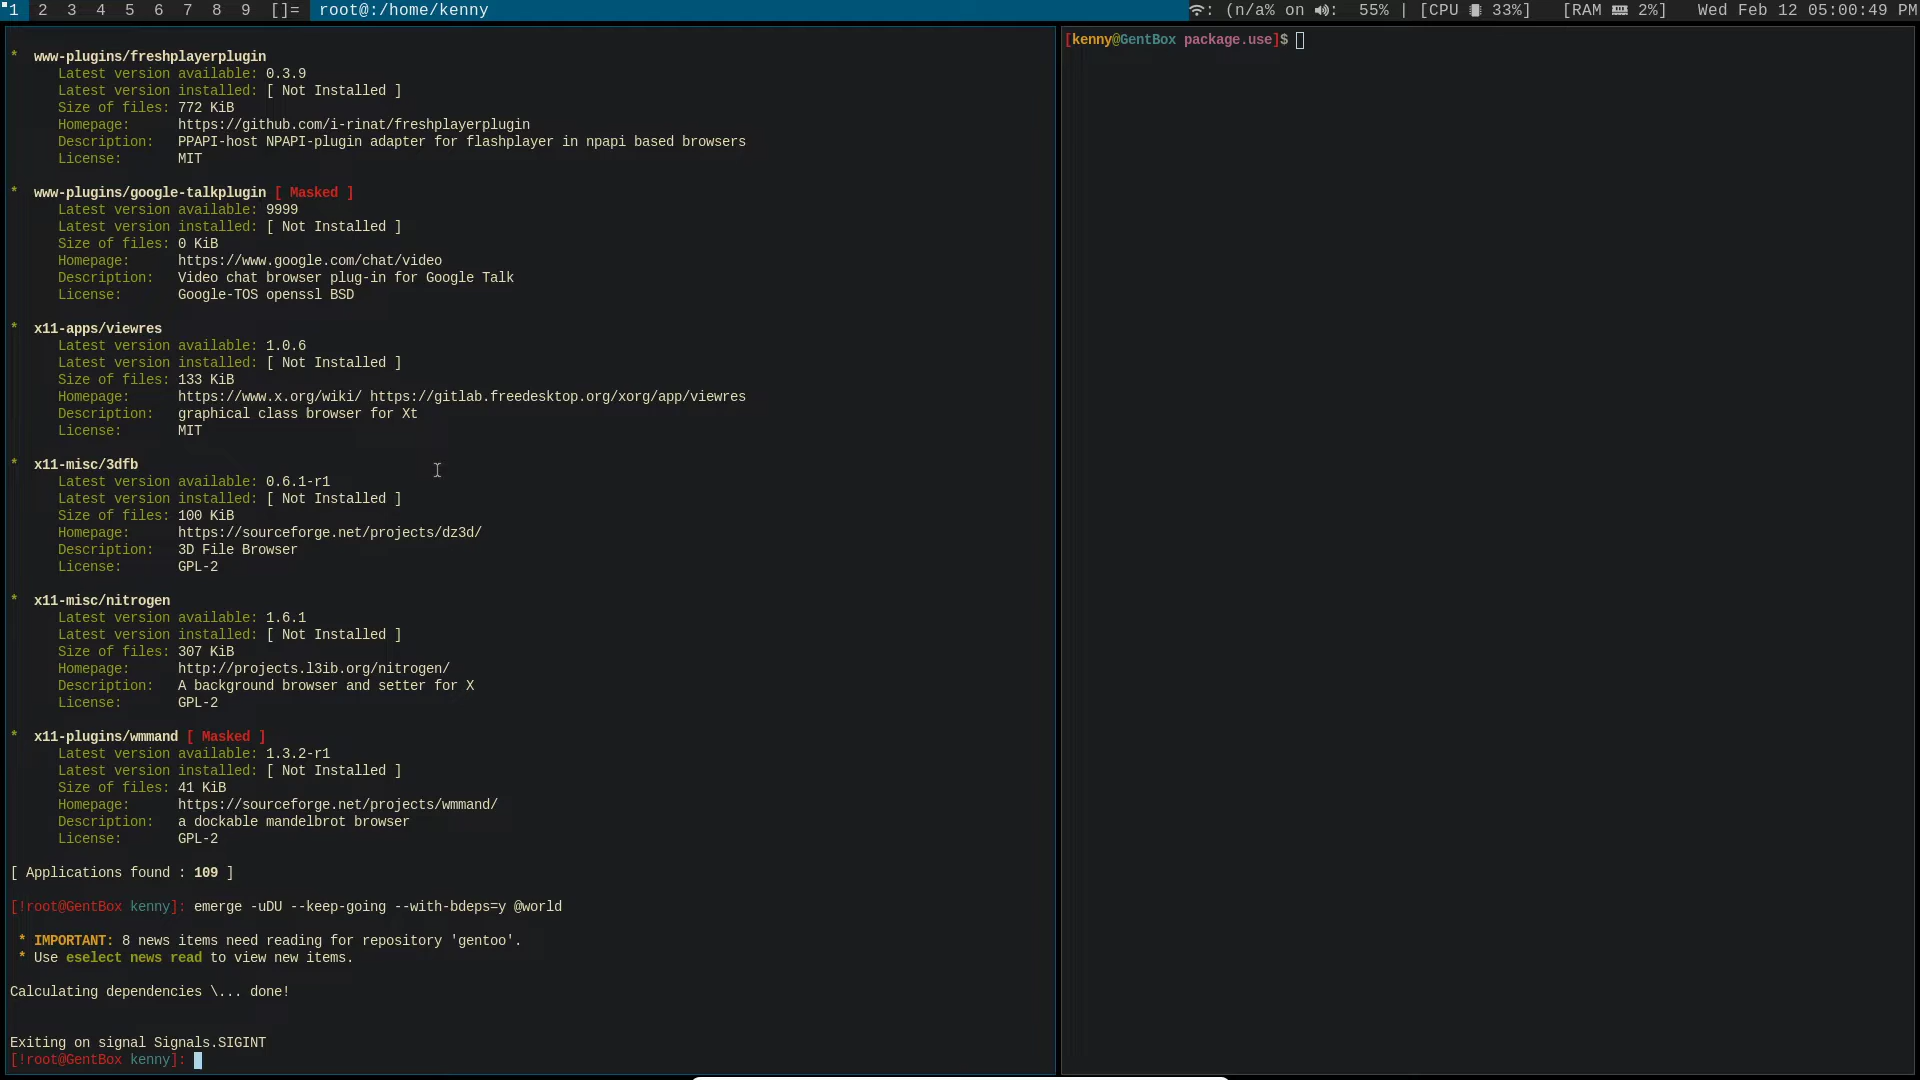 1 2 3 4 5 6 7 8 9 []= root@:/home/kenny : (n/a% on : 55% | [CPU 33%] [RAM 2%] Wed Feb 12 05:00:49 PM
* www-plugins/freshplayerplugin
Latest version available: 0.3.9
Latest version installed: [ Not Installed ]
Size of files: 772 KiB
Homepage: https://github.com/i-rinat/freshplayerplugin
Description: PPAPI-host NPAPI-plugin adapter for flashplayer in npapi based browsers
License: MIT
* www-plugins/google-talkplugin [ Masked ]
Latest version available: 9999
Latest version installed: [ Not Installed ]
Size of files: 0 KiB
Homepage: https://www.google.com/chat/video
Description: Video chat browser plug-in for Google Talk
License: Google-TOS openssl BSD
* x11-apps/viewres
Latest version available: 1.0.6
Latest version installed: [ Not Installed ]
Size of files: 133 KiB
Homepage: https://www.x.org/wiki/ https://gitlab.freedesktop.org/xorg/app/viewres
Description: graphical class browser for Xt
License: MIT
* x11-misc/3dfb
Latest version available: 0.6.1-r1
Latest version installed: [ Not Installed ]
Size of files: 100 KiB
Homepage: https://sourceforge.net/projects/dz3d/
Description: 3D File Browser
License: GPL-2
* x11-misc/nitrogen
Latest version available: 1.6.1
Latest version installed: [ Not Installed ]
Size of files: 307 KiB
Homepage: http://projects.l3ib.org/nitrogen/
Description: A background browser and setter for X
License: GPL-2
* x11-plugins/wmmand [ Masked ]
Latest version available: 1.3.2-r1
Latest version installed: [ Not Installed ]
Size of files: 41 KiB
Homepage: https://sourceforge.net/projects/wmmand/
Description: a dockable mandelbrot browser
License: GPL-2
[ Applications found : 109 ]
[!root@GentBox kenny]: emerge -uDU --keep-going --with-bdeps=y @world
* IMPORTANT: 8 news items need reading for repository 'gentoo'.
* Use eselect news read to view new items.
Calculating dependencies \... done!
Exiting on signal Signals.SIGINT
[!root@GentBox kenny]:
[kenny@GentBox package.use]$